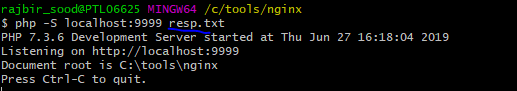 rajbir_sood@PTLO6625 MINGW64 /c/tools/nginx
$ php -S localhost:9999 resp.txt
PHP 7.3.6 Development Server started at Thu Jun 27 16:18:04 2019
Listening on http://localhost:9999
Document root is C:\tools\nginx
Press Ctrl-C to quit.